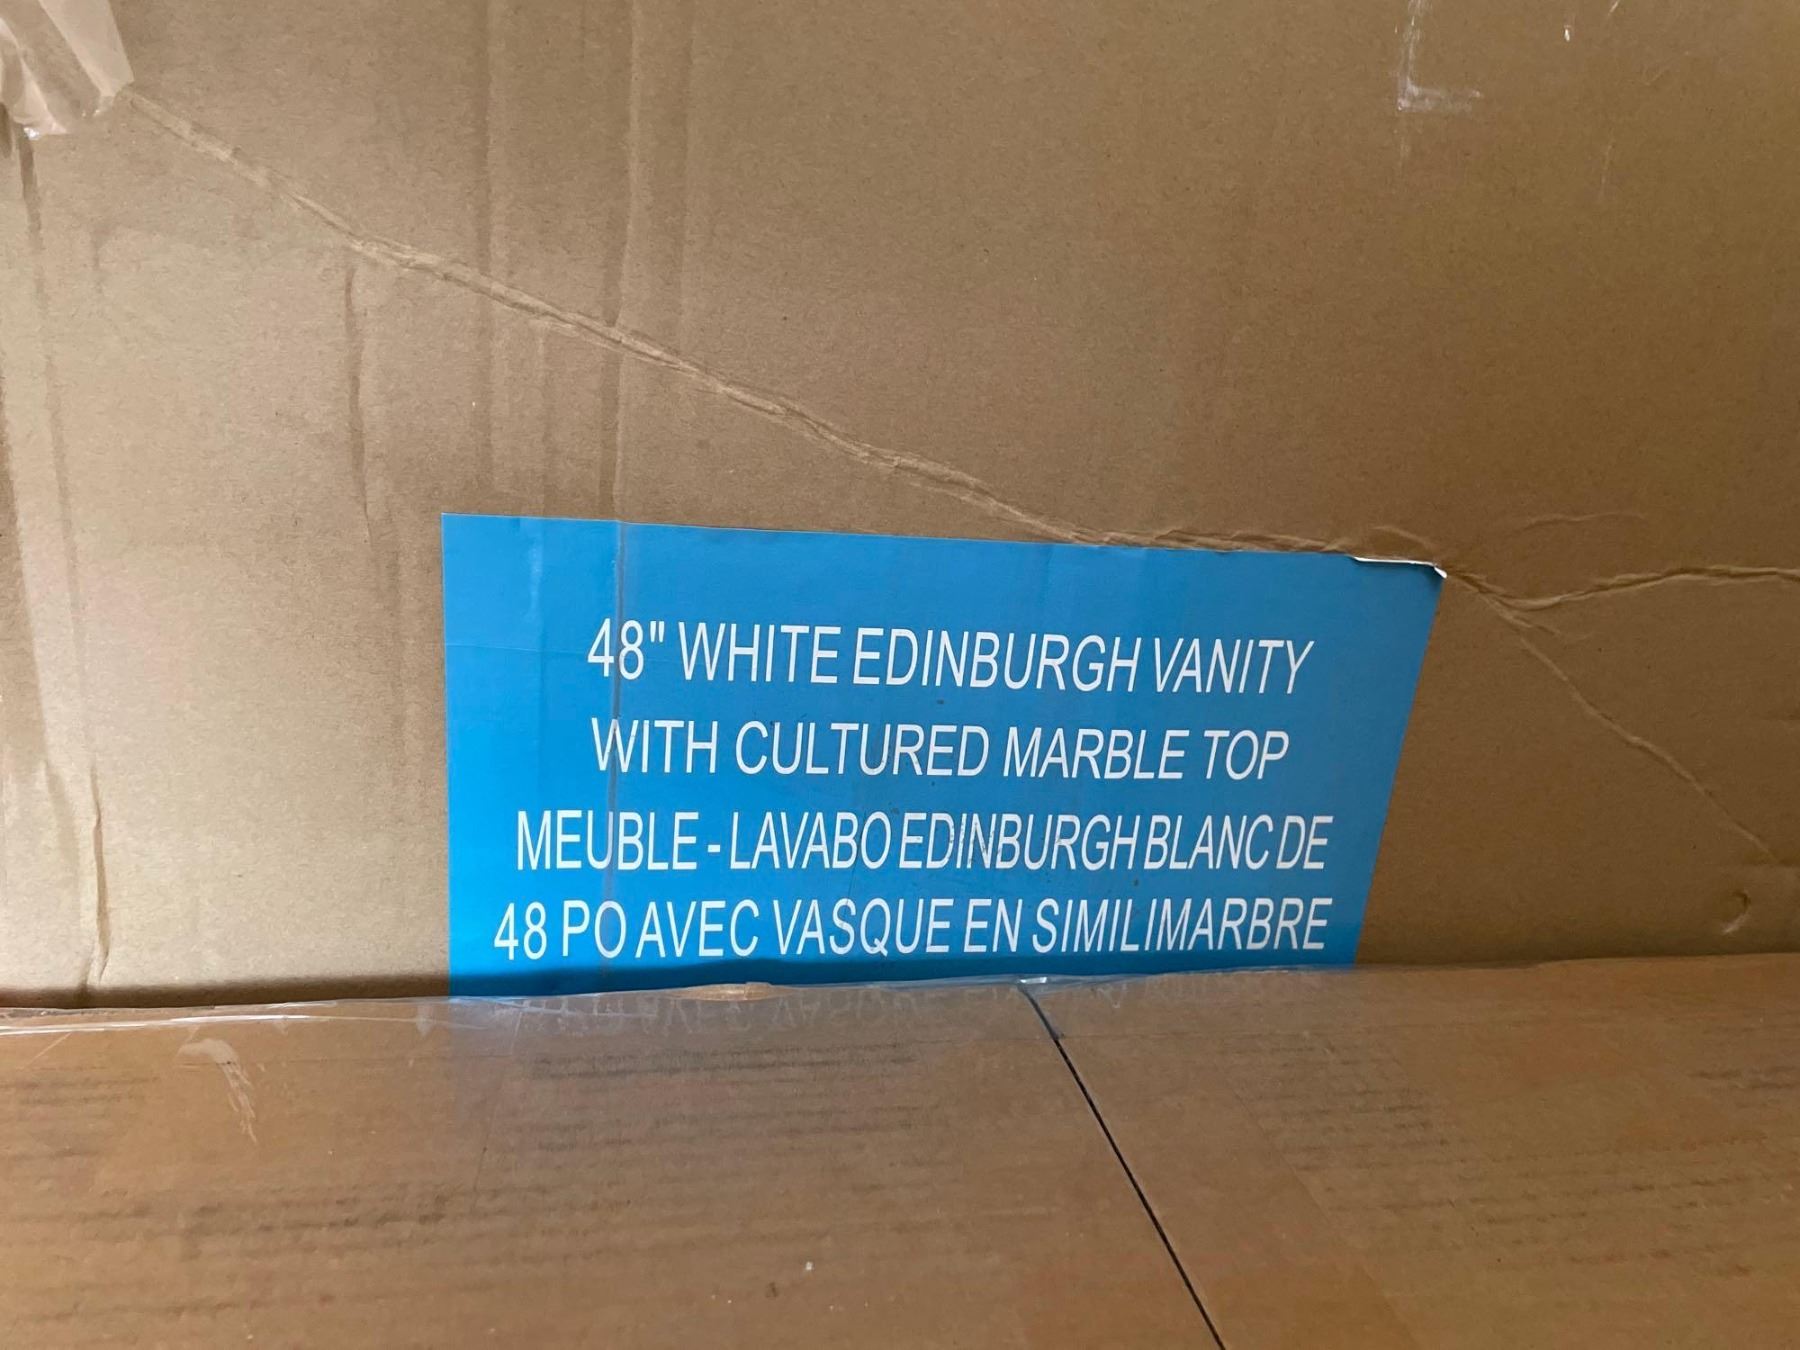 48" WHITE EDINBURGH VANITY
WITH CULTURED MARBLE TOP
MEUBLE - LAVABO EDINBURGH BLANC DE
48 PO AVEC VASQUE EN SIMILIMARBRE